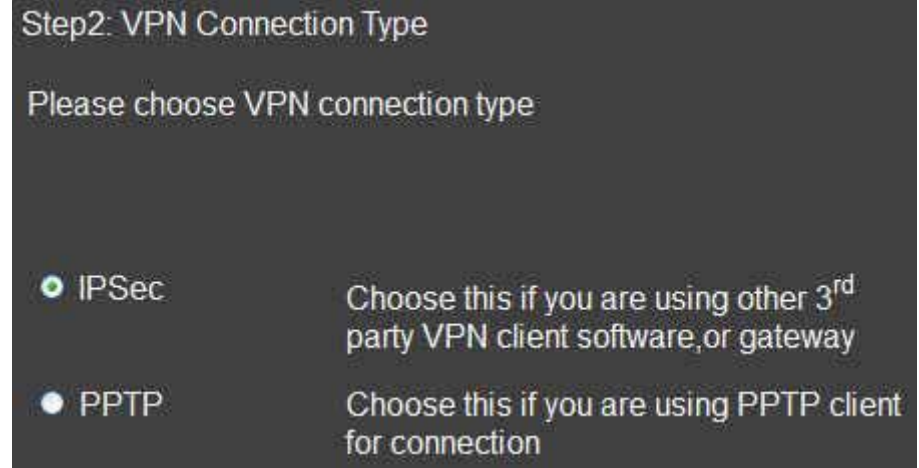 Step2: VPN Connection Type
Please choose VPN connection type
IPSec
Choose this if you are using other 3rd
party VPN client software,or gateway
PPTP
Choose this if you are using PPTP client
for connection